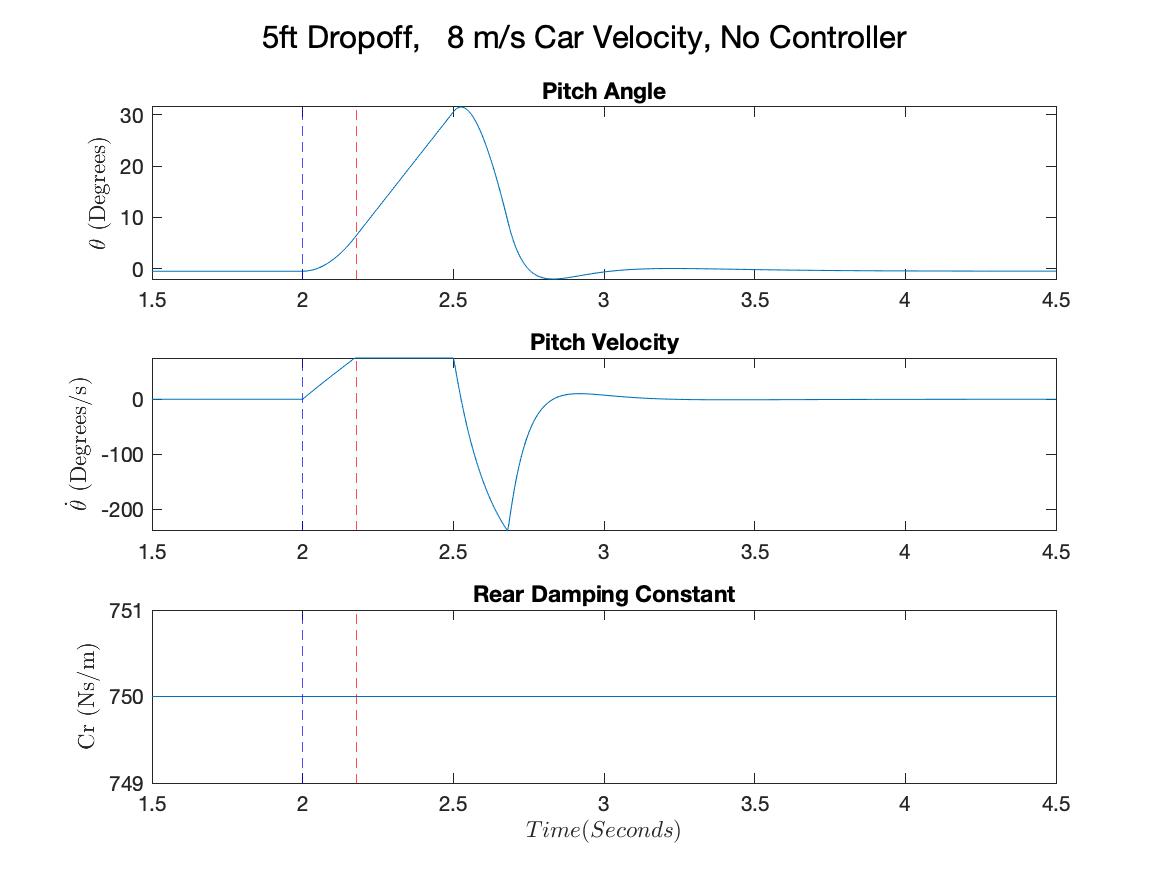 5ft Dropoff,   8 m/s Car Velocity, No Controller
Pitch Angle
θ (Degrees)
30
20
10
0
1.5 2 2.5 3 3.5 4 4.5
Pitch Velocity
θ̇ (Degrees/s)
0
-100
-200
1.5 2 2.5 3 3.5 4 4.5
Rear Damping Constant
Cr (Ns/m)
751
750
749
1.5 2 2.5 3 3.5 4 4.5
Time(Seconds)